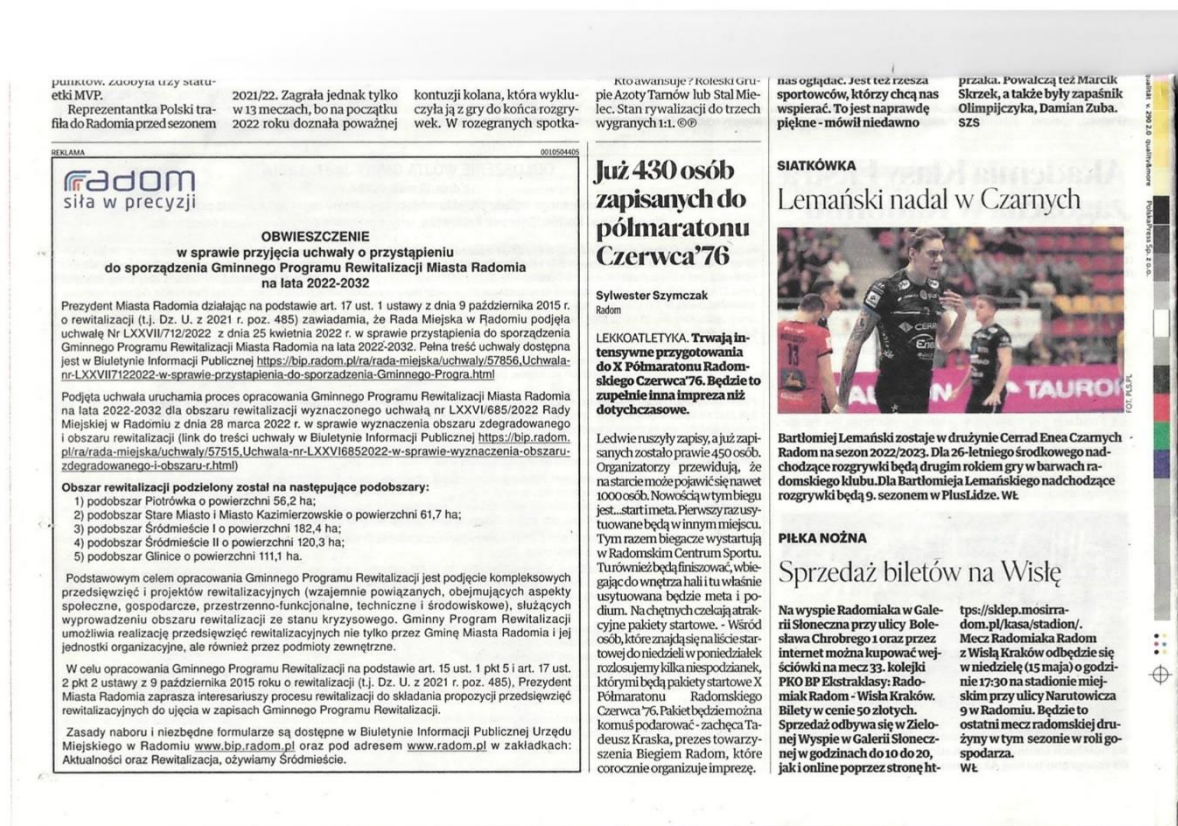 punktów. Zdobyła trzy statu-
etki MVP.
Reprezentantka Polski tra-
fiła do Radomia przed sezonem
2021/22. Zagrała jednak tylko
w 13 meczach, bo na początku
2022 roku doznała poważnej
kontuzji kolana, która wyklu-
czyła ją z gry do końca rozgry-
wek. W rozegranych spotka-
Kto awansuje? Roleski Gru-
pie Azoty Tarnów lub Stal Mie-
lec. Stan rywalizacji do trzech
wygranych 1:1. ©℗
nas oglądać. Jest też rzesza
sportowców, którzy chcą nas
wspierać. To jest naprawdę
piękne - mówił niedawno
przaka. Powalczą też Marcik
Skrzek, a także były zapaśnik
Olimpijczyka, Damian Zuba.
SZS
REKLAMA 0010504405
radom
siła w precyzji
OBWIESZCZENIE
w sprawie przyjęcia uchwały o przystąpieniu
do sporządzenia Gminnego Programu Rewitalizacji Miasta Radomia
na lata 2022-2032
Prezydent Miasta Radomia działając na podstawie art. 17 ust. 1 ustawy z dnia 9 października 2015 r.
o rewitalizacji (t.j. Dz. U. z 2021 r. poz. 485) zawiadamia, że Rada Miejska w Radomiu podjęła
uchwałę Nr LXXVII/712/2022 z dnia 25 kwietnia 2022 r. w sprawie przystąpienia do sporządzenia
Gminnego Programu Rewitalizacji Miasta Radomia na lata 2022-2032. Pełna treść uchwały dostępna
jest w Biuletynie Informacji Publicznej https://bip.radom.pl/ra/rada-miejska/uchwaly/57856,Uchwala-
nr-LXXVII7122022-w-sprawie-przystapienia-do-sporzadzenia-Gminnego-Progra.html
Podjęta uchwała uruchamia proces opracowania Gminnego Programu Rewitalizacji Miasta Radomia
na lata 2022-2032 dla obszaru rewitalizacji wyznaczonego uchwałą nr LXXVI/685/2022 Rady
Miejskiej w Radomiu z dnia 28 marca 2022 r. w sprawie wyznaczenia obszaru zdegradowanego
i obszaru rewitalizacji (link do treści uchwały w Biuletynie Informacji Publicznej https://bip.radom.
pl/ra/rada-miejska/uchwaly/57515,Uchwala-nr-LXXVI6852022-w-sprawie-wyznaczenia-obszaru-
zdegradowanego-i-obszaru-r.html)
Obszar rewitalizacji podzielony został na następujące podobszary:
1) podobszar Piotrówka o powierzchni 56,2 ha;
2) podobszar Stare Miasto i Miasto Kazimierzowskie o powierzchni 61,7 ha;
3) podobszar Śródmieście I o powierzchni 182,4 ha;
4) podobszar Śródmieście II o powierzchni 120,3 ha;
5) podobszar Glinice o powierzchni 111,1 ha.
Podstawowym celem opracowania Gminnego Programu Rewitalizacji jest podjęcie kompleksowych
przedsięwzięć i projektów rewitalizacyjnych (wzajemnie powiązanych, obejmujących aspekty
społeczne, gospodarcze, przestrzenno-funkcjonalne, techniczne i środowiskowe), służących
wyprowadzeniu obszaru rewitalizacji ze stanu kryzysowego. Gminny Program Rewitalizacji
umożliwia realizację przedsięwzięć rewitalizacyjnych nie tylko przez Gminę Miasta Radomia i jej
jednostki organizacyjne, ale również przez podmioty zewnętrzne.
W celu opracowania Gminnego Programu Rewitalizacji na podstawie art. 15 ust. 1 pkt 5 i art. 17 ust.
2 pkt 2 ustawy z 9 października 2015 roku o rewitalizacji (t.j. Dz. U. z 2021 r. poz. 485), Prezydent
Miasta Radomia zaprasza interesariuszy procesu rewitalizacji do składania propozycji przedsięwzięć
rewitalizacyjnych do ujęcia w zapisach Gminnego Programu Rewitalizacji.
Zasady naboru i niezbędne formularze są dostępne w Biuletynie Informacji Publicznej Urzędu
Miejskiego w Radomiu www.bip.radom.pl oraz pod adresem www.radom.pl w zakładkach:
Aktualności oraz Rewitalizacja, ożywiamy Śródmieście.
Już 430 osób
zapisanych do
półmaratonu
Czerwca’76
Sylwester Szymczak
Radom
LEKKOATLETYKA. Trwają in-
tensywne przygotowania
do X Półmaratonu Radom-
skiego Czerwca’76. Będzie to
zupełnie inna impreza niż
dotychczasowe.
Ledwie ruszyły zapisy, a już zapi-
sanych zostało prawie 450 osób.
Organizatorzy przewidują, że
na starcie może pojawić się nawet
1000 osób. Nowością w tym biegu
jest...start i meta. Pierwszy raz usy-
tuowane będą w innym miejscu.
Tym razem biegacze wystartują
w Radomskim Centrum Sportu.
Tu również będą finiszować, wbie-
gając do wnętrza hali i tu właśnie
usytuowana będzie meta i po-
dium. Na chętnych czekają atrak-
cyjne pakiety startowe. - Wśród
osób, które znajdą się na liście star-
towej do niedzieli w poniedziałek
rozlosujemy kilka niespodzianek,
którymi będą pakiety startowe X
Półmaratonu Radomskiego
Czerwca ’76. Pakiet będzie można
komuś podarować - zachęca Ta-
deusz Kraska, prezes towarzy-
szenia Biegiem Radom, które
corocznie organizuje imprezę.
SIATKÓWKA
Lemański nadal w Czarnych
13
CERRAD
Enea
AURON
TAURON
FOT. PLS.PL
Bartłomiej Lemański zostaje w drużynie Cerrad Enea Czarnych
Radom na sezon 2022/2023. Dla 26-letniego środkowego nad-
chodzące rozgrywki będą drugim rokiem gry w barwach ra-
domskiego klubu.Dla Bartłomieja Lemańskiego nadchodzące
rozgrywki będą 9. sezonem w PlusLidze. WŁ
PIŁKA NOŻNA
Sprzedaż biletów na Wisłę
Na wyspie Radomiaka w Gale-
rii Słoneczna przy ulicy Bole-
sława Chrobrego 1 oraz przez
internet można kupować wej-
ściówki na mecz 33. kolejki
PKO BP Ekstraklasy: Rado-
miak Radom - Wisła Kraków.
Bilety w cenie 50 złotych.
Sprzedaż odbywa się w Zielo-
nej Wyspie w Galerii Słonecz-
nej w godzinach do 10 do 20,
jak i online poprzez stronę ht-
tps://sklep.mosirra-
dom.pl/kasa/stadion/.
Mecz Radomiaka Radom
z Wisłą Kraków odbędzie się
w niedzielę (15 maja) o godzi-
nie 17:30 na stadionie miej-
skim przy ulicy Narutowicza
9 w Radomiu. Będzie to
ostatni mecz radomskiej dru-
żyny w tym sezonie w roli go-
spodarza.
WŁ
PolskaPress Sp. z o.o.